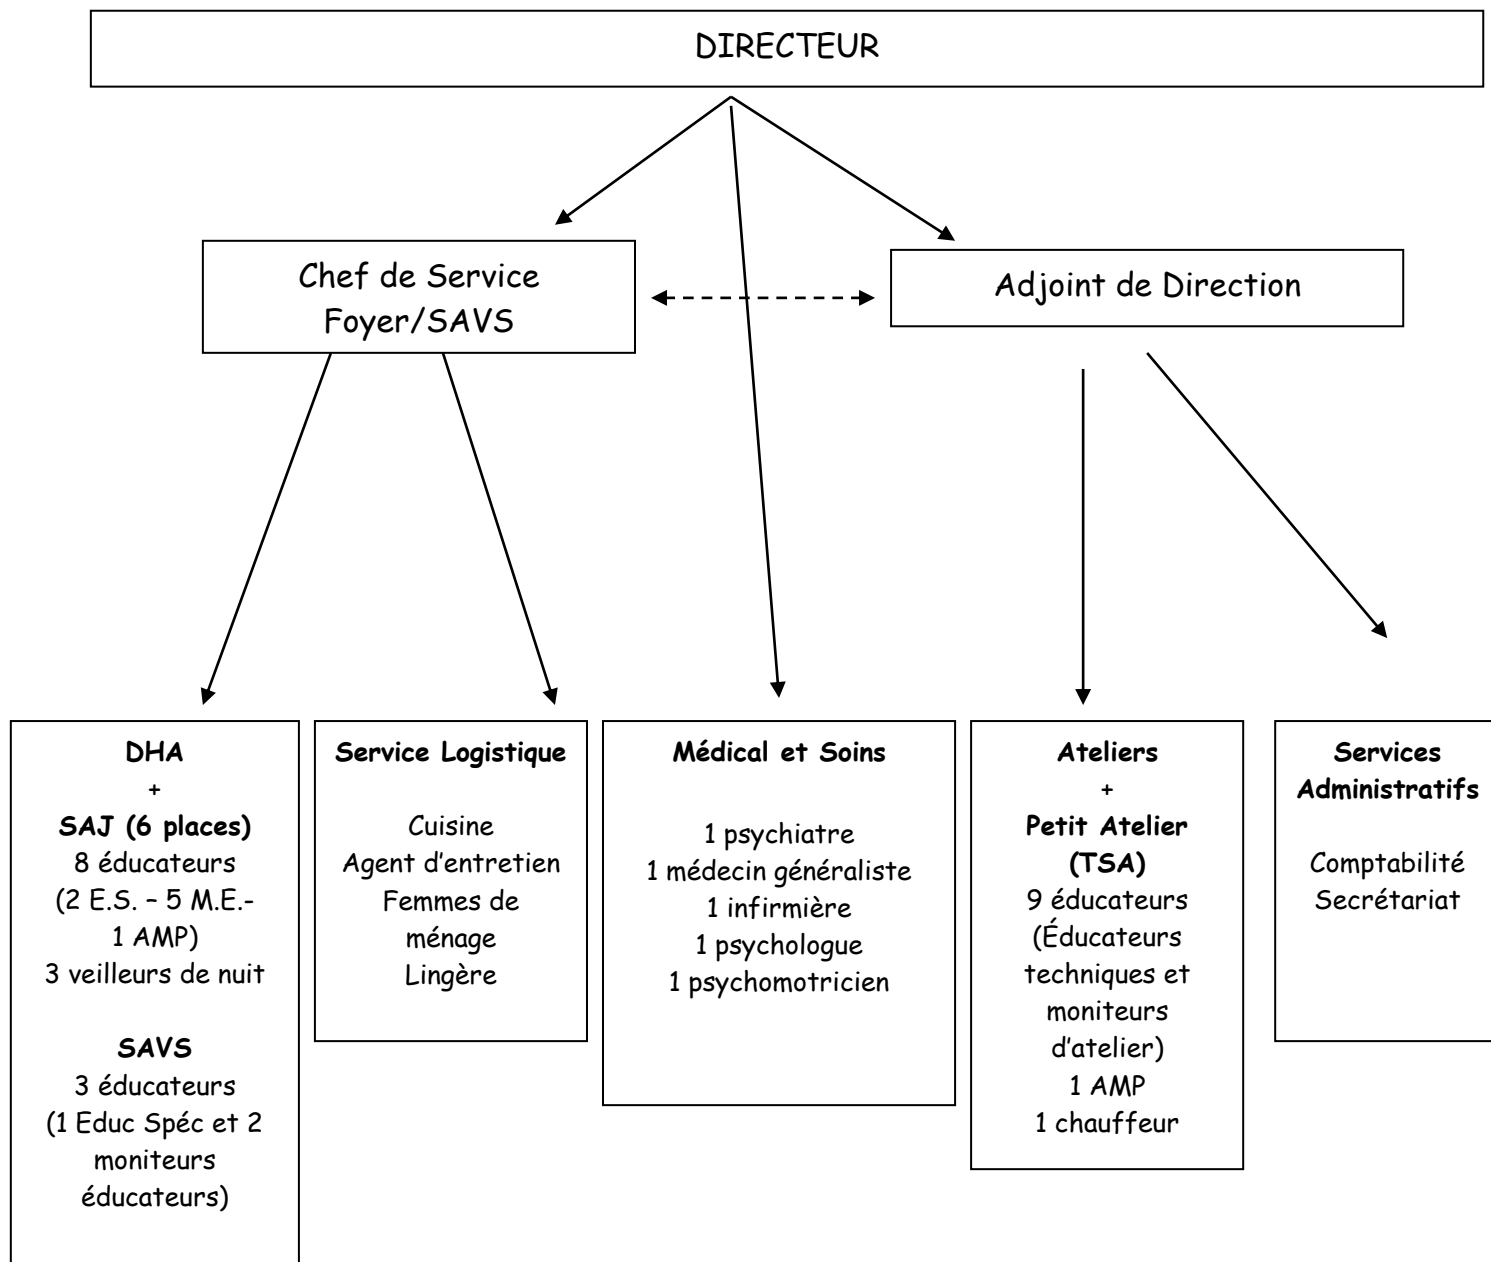 DIRECTEUR
Chef de Service
Foyer/SAVS
Adjoint de Direction
DHA
+
SAJ (6 places)
8 éducateurs
(2 E.S. – 5 M.E.-
1 AMP)
3 veilleurs de nuit
SAVS
3 éducateurs
(1 Educ Spéc et 2
moniteurs
éducateurs)
Service Logistique
Cuisine
Agent d'entretien
Femmes de
ménage
Lingère
Médical et Soins
1 psychiatre
1 médecin généraliste
1 infirmière
1 psychologue
1 psychomotricien
Ateliers
+
Petit Atelier
(TSA)
9 éducateurs
(Éducateurs
techniques et
moniteurs
d'atelier)
1 AMP
1 chauffeur
Services
Administratifs
Comptabilité
Secrétariat